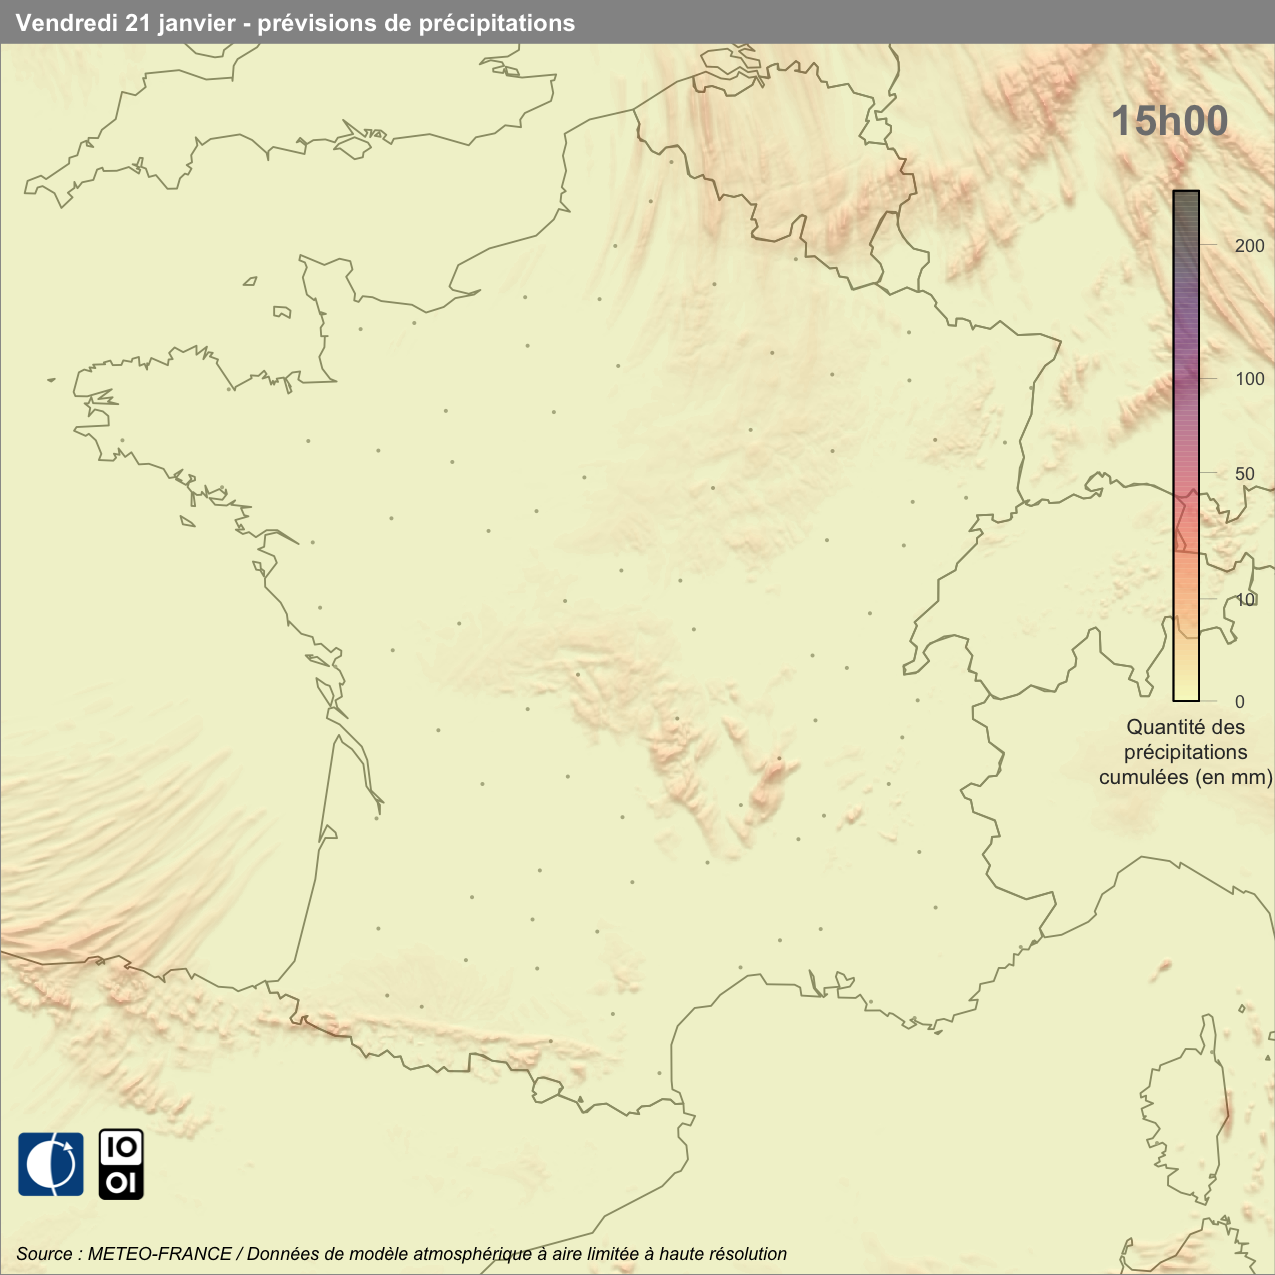 Vendredi 21 janvier - prévisions de précipitations
15h00
200
100
50
10
0
Quantité des
précipitations
cumulées (en mm)
IO
OI
Source : METEO-FRANCE / Données de modèle atmosphérique à aire limitée à haute résolution